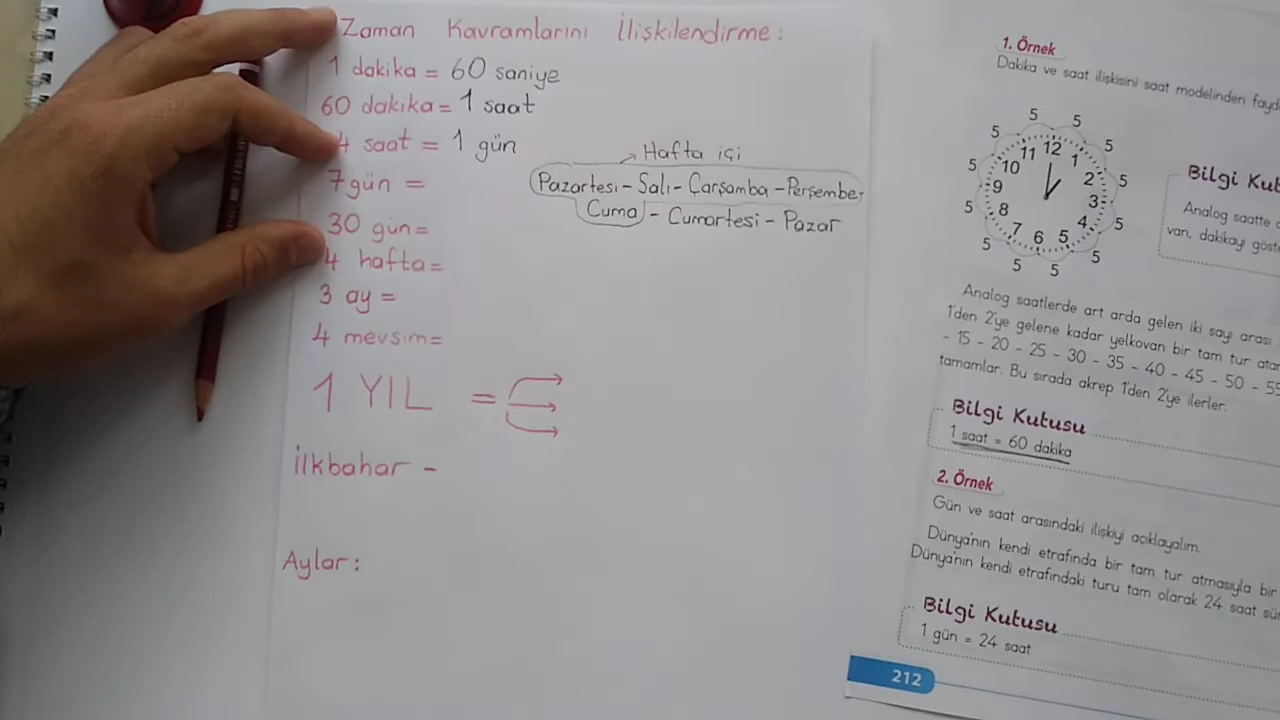 Zaman Kavramlarını İlişkilendirme:
1 dakika = 60 saniye
60 dakika = 1 saat
4 saat = 1 gün
7 gün =
30 gün =
4 hafta =
3 ay =
4 mevsim =
1 YIL =
İlkbahar -
Aylar:
Hafta içi
Pazartesi - Salı - Çarşamba - Perşembe
Cuma - Cumartesi - Pazar
1. Örnek
Dakika ve saat ilişkisini saat modelinden
5 5 5 5 5 5 5 5 5 5 5 5
12 1 2 3 4 5 6 7 8 9 10 11
Bilgi
Analog saatte
van, dakikayı
Analog saatlerde art arda gelen iki sayı arası
1'den 2'ye gelene kadar yelkovan bir tam tur
- 15 - 20 - 25 - 30 - 35 - 40 - 45 - 50 - 55
tamamlar. Bu sırada akrep 1'den 2'ye ilerler.
Bilgi Kutusu
1 saat = 60 dakika
2. Örnek
Gün ve saat arasındaki ilişkiyi açıklayalım.
Dünya'nın kendi etrafında bir tam tur atmasıyla bir
Dünya'nın kendi etrafındaki turu tam olarak 24 saat
Bilgi Kutusu
1 gün = 24 saat
212